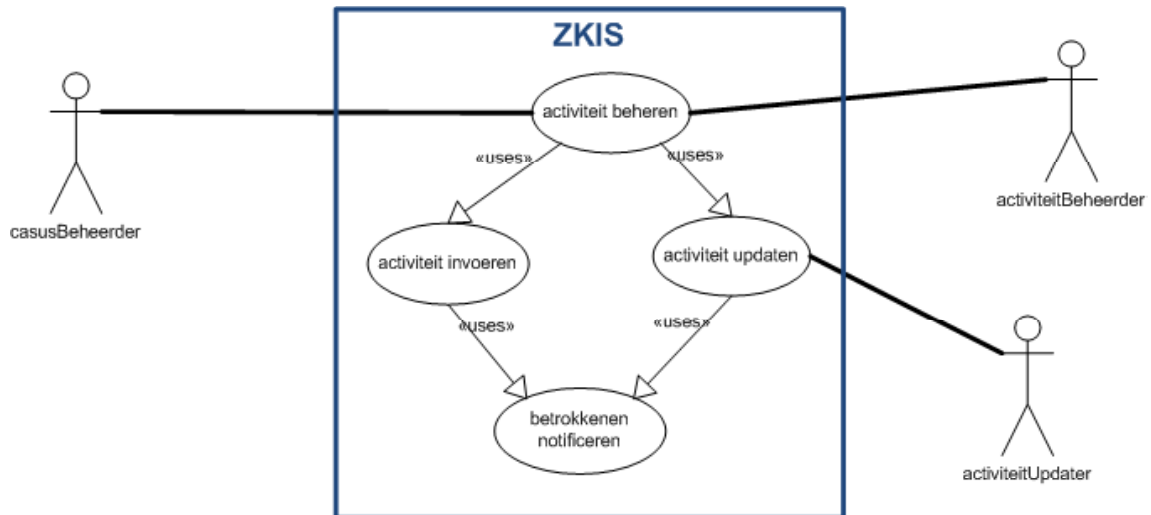 ZKIS
activiteit beheren
«uses»
«uses»
activiteitBeheerder
casusBeheerder
activiteit invoeren
activiteit updaten
«uses»
«uses»
betrokkenen
notificeren
activiteitUpdater